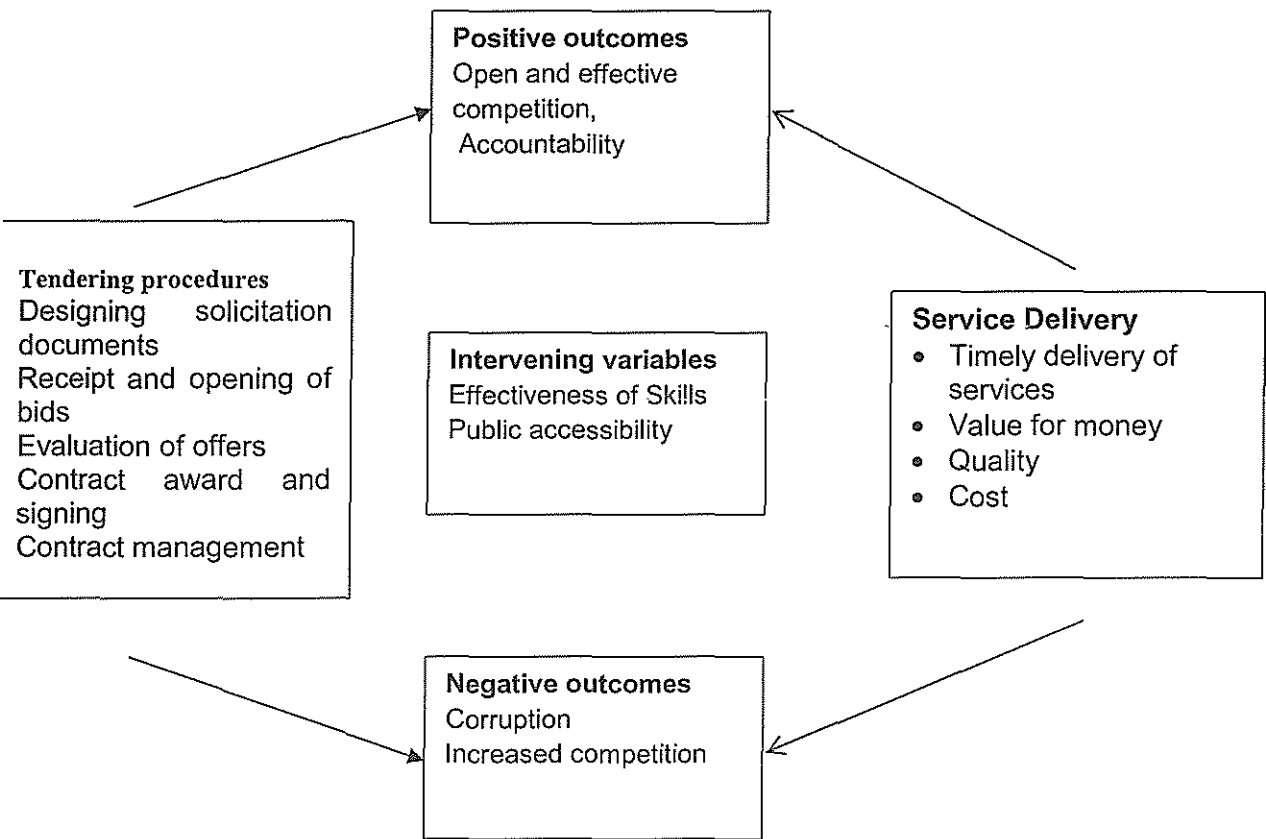 Positive outcomes
Open and effective
competition,
Accountability
Tendering procedures
Designing solicitation
documents
Receipt and opening of
bids
Evaluation of offers
Contract award and
signing
Contract management
Intervening variables
Effectiveness of Skills
Public accessibility
Service Delivery
• Timely delivery of
services
• Value for money
• Quality
• Cost
Negative outcomes
Corruption
Increased competition